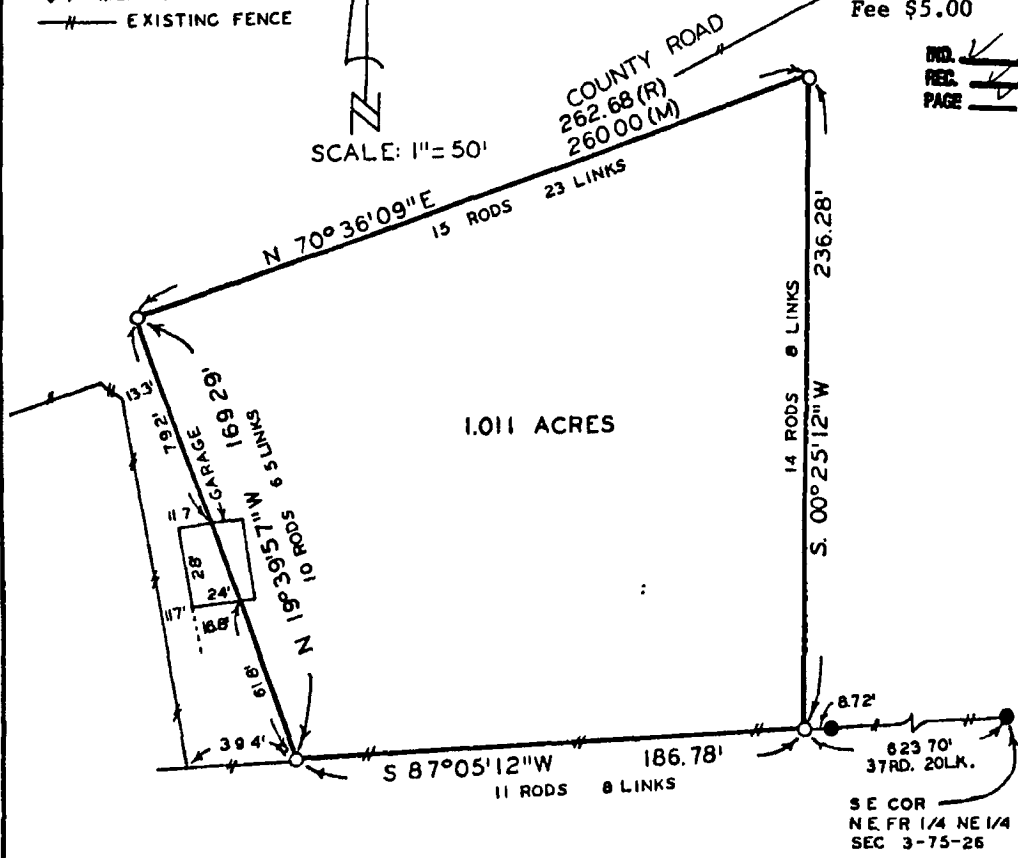 EXISTING FENCE
Fee $5.00
IND.
REC.
PAGE
N
SCALE: 1"=50'
COUNTY ROAD
262.68 (R)
260 00 (M)
N 70° 36' 09" E
15 RODS 23 LINKS
236.28'
14 RODS 8 LINKS
S. 00° 25' 12" W
13.3'
79.2'
GARAGE
169 29'
N 19° 39' 57" W
10 RODS 6 5 LINKS
1.011 ACRES
11 7'
28'
24'
11 7'
16.8'
61.8'
39 4'
S 87° 05' 12" W
186.78'
11 RODS 8 LINKS
8.72'
623 70'
37RD. 20LK.
S E COR
N E FR 1/4 NE 1/4
SEC 3-75-26